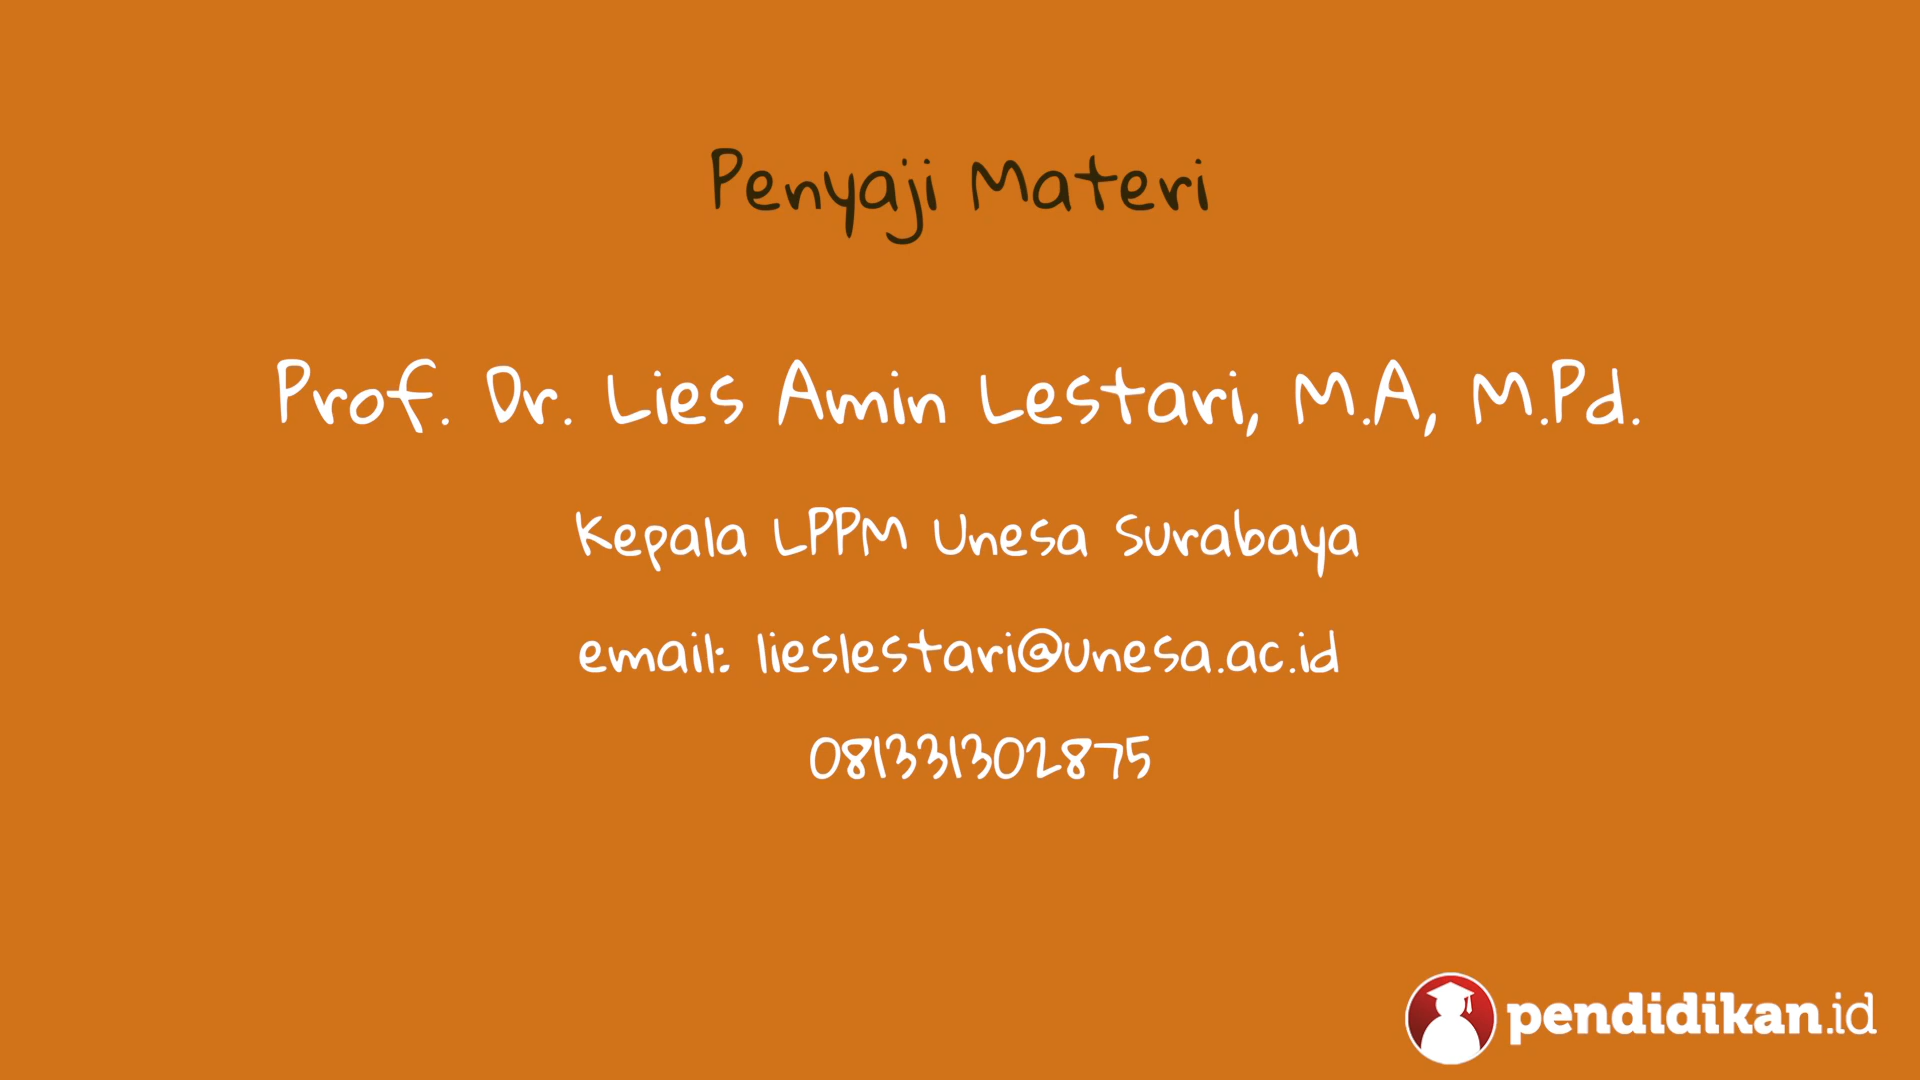 Penyaji Materi
Prof. Dr. Lies Amin Lestari, M.A, M.Pd.
Kepala LPPM Unesa Surabaya
email: lieslestari@unesa.ac.id
081331302875
pendidikan.id